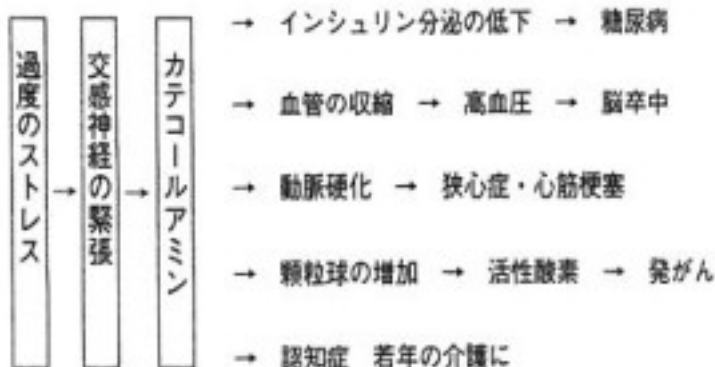 過度のストレス
→
交感神経の緊張
→
カテコールアミン
→ インシュリン分泌の低下 → 糖尿病
→ 血管の収縮 → 高血圧 → 脳卒中
→ 動脈硬化 → 狭心症・心筋梗塞
→ 顆粒球の増加 → 活性酸素 → 発がん
→ 認知症 若年の介護に